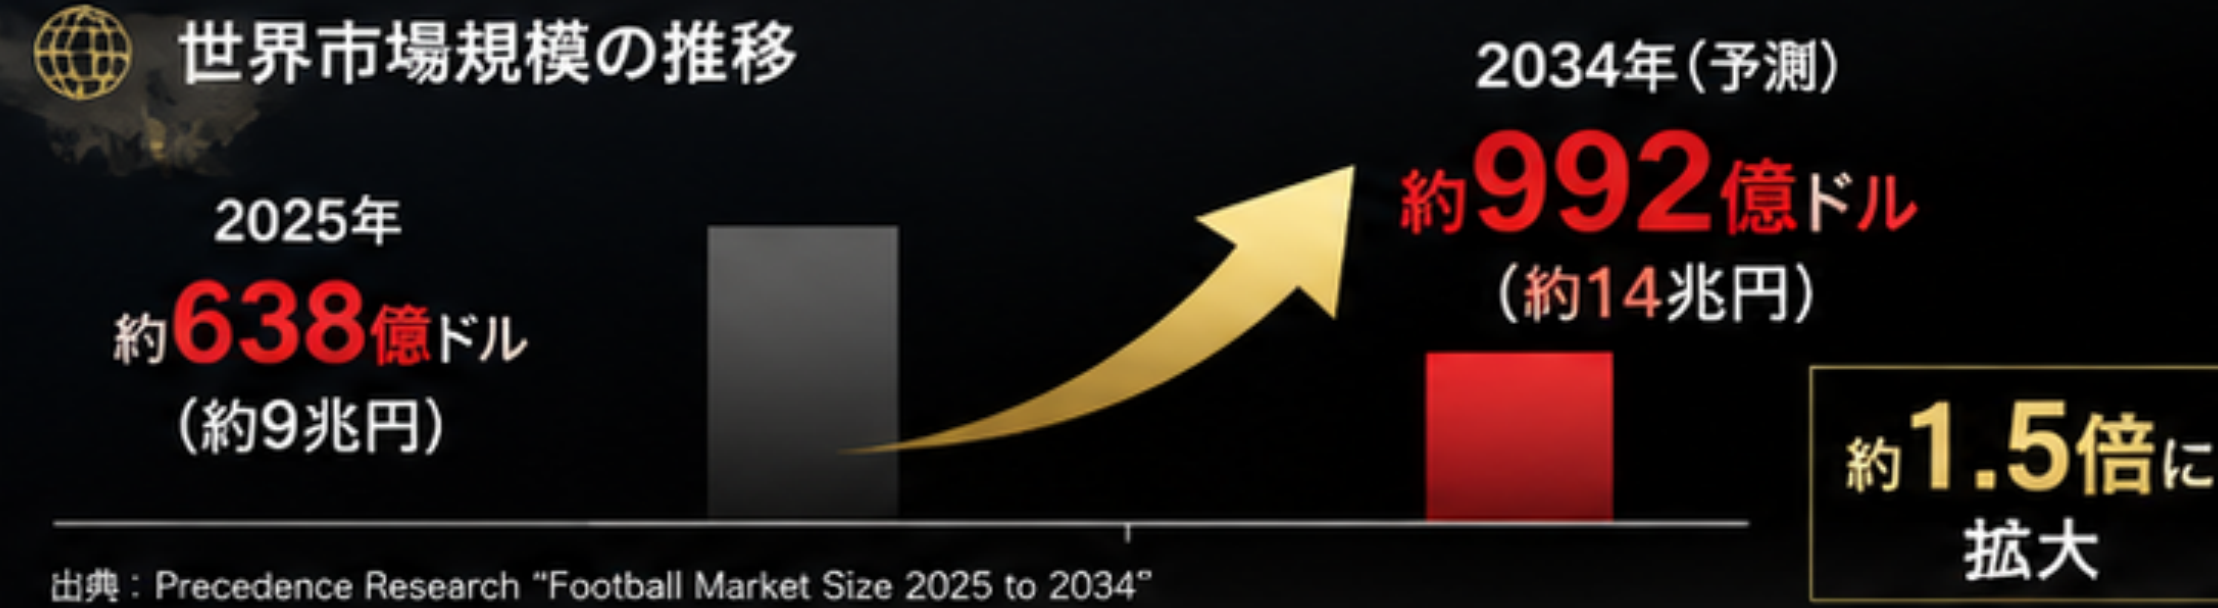 世界市場規模の推移
2025年
約638億ドル
(約9兆円)
2034年(予測)
約992億ドル
(約14兆円)
約1.5倍に
拡大
出典：Precedence Research “Football Market Size 2025 to 2034”